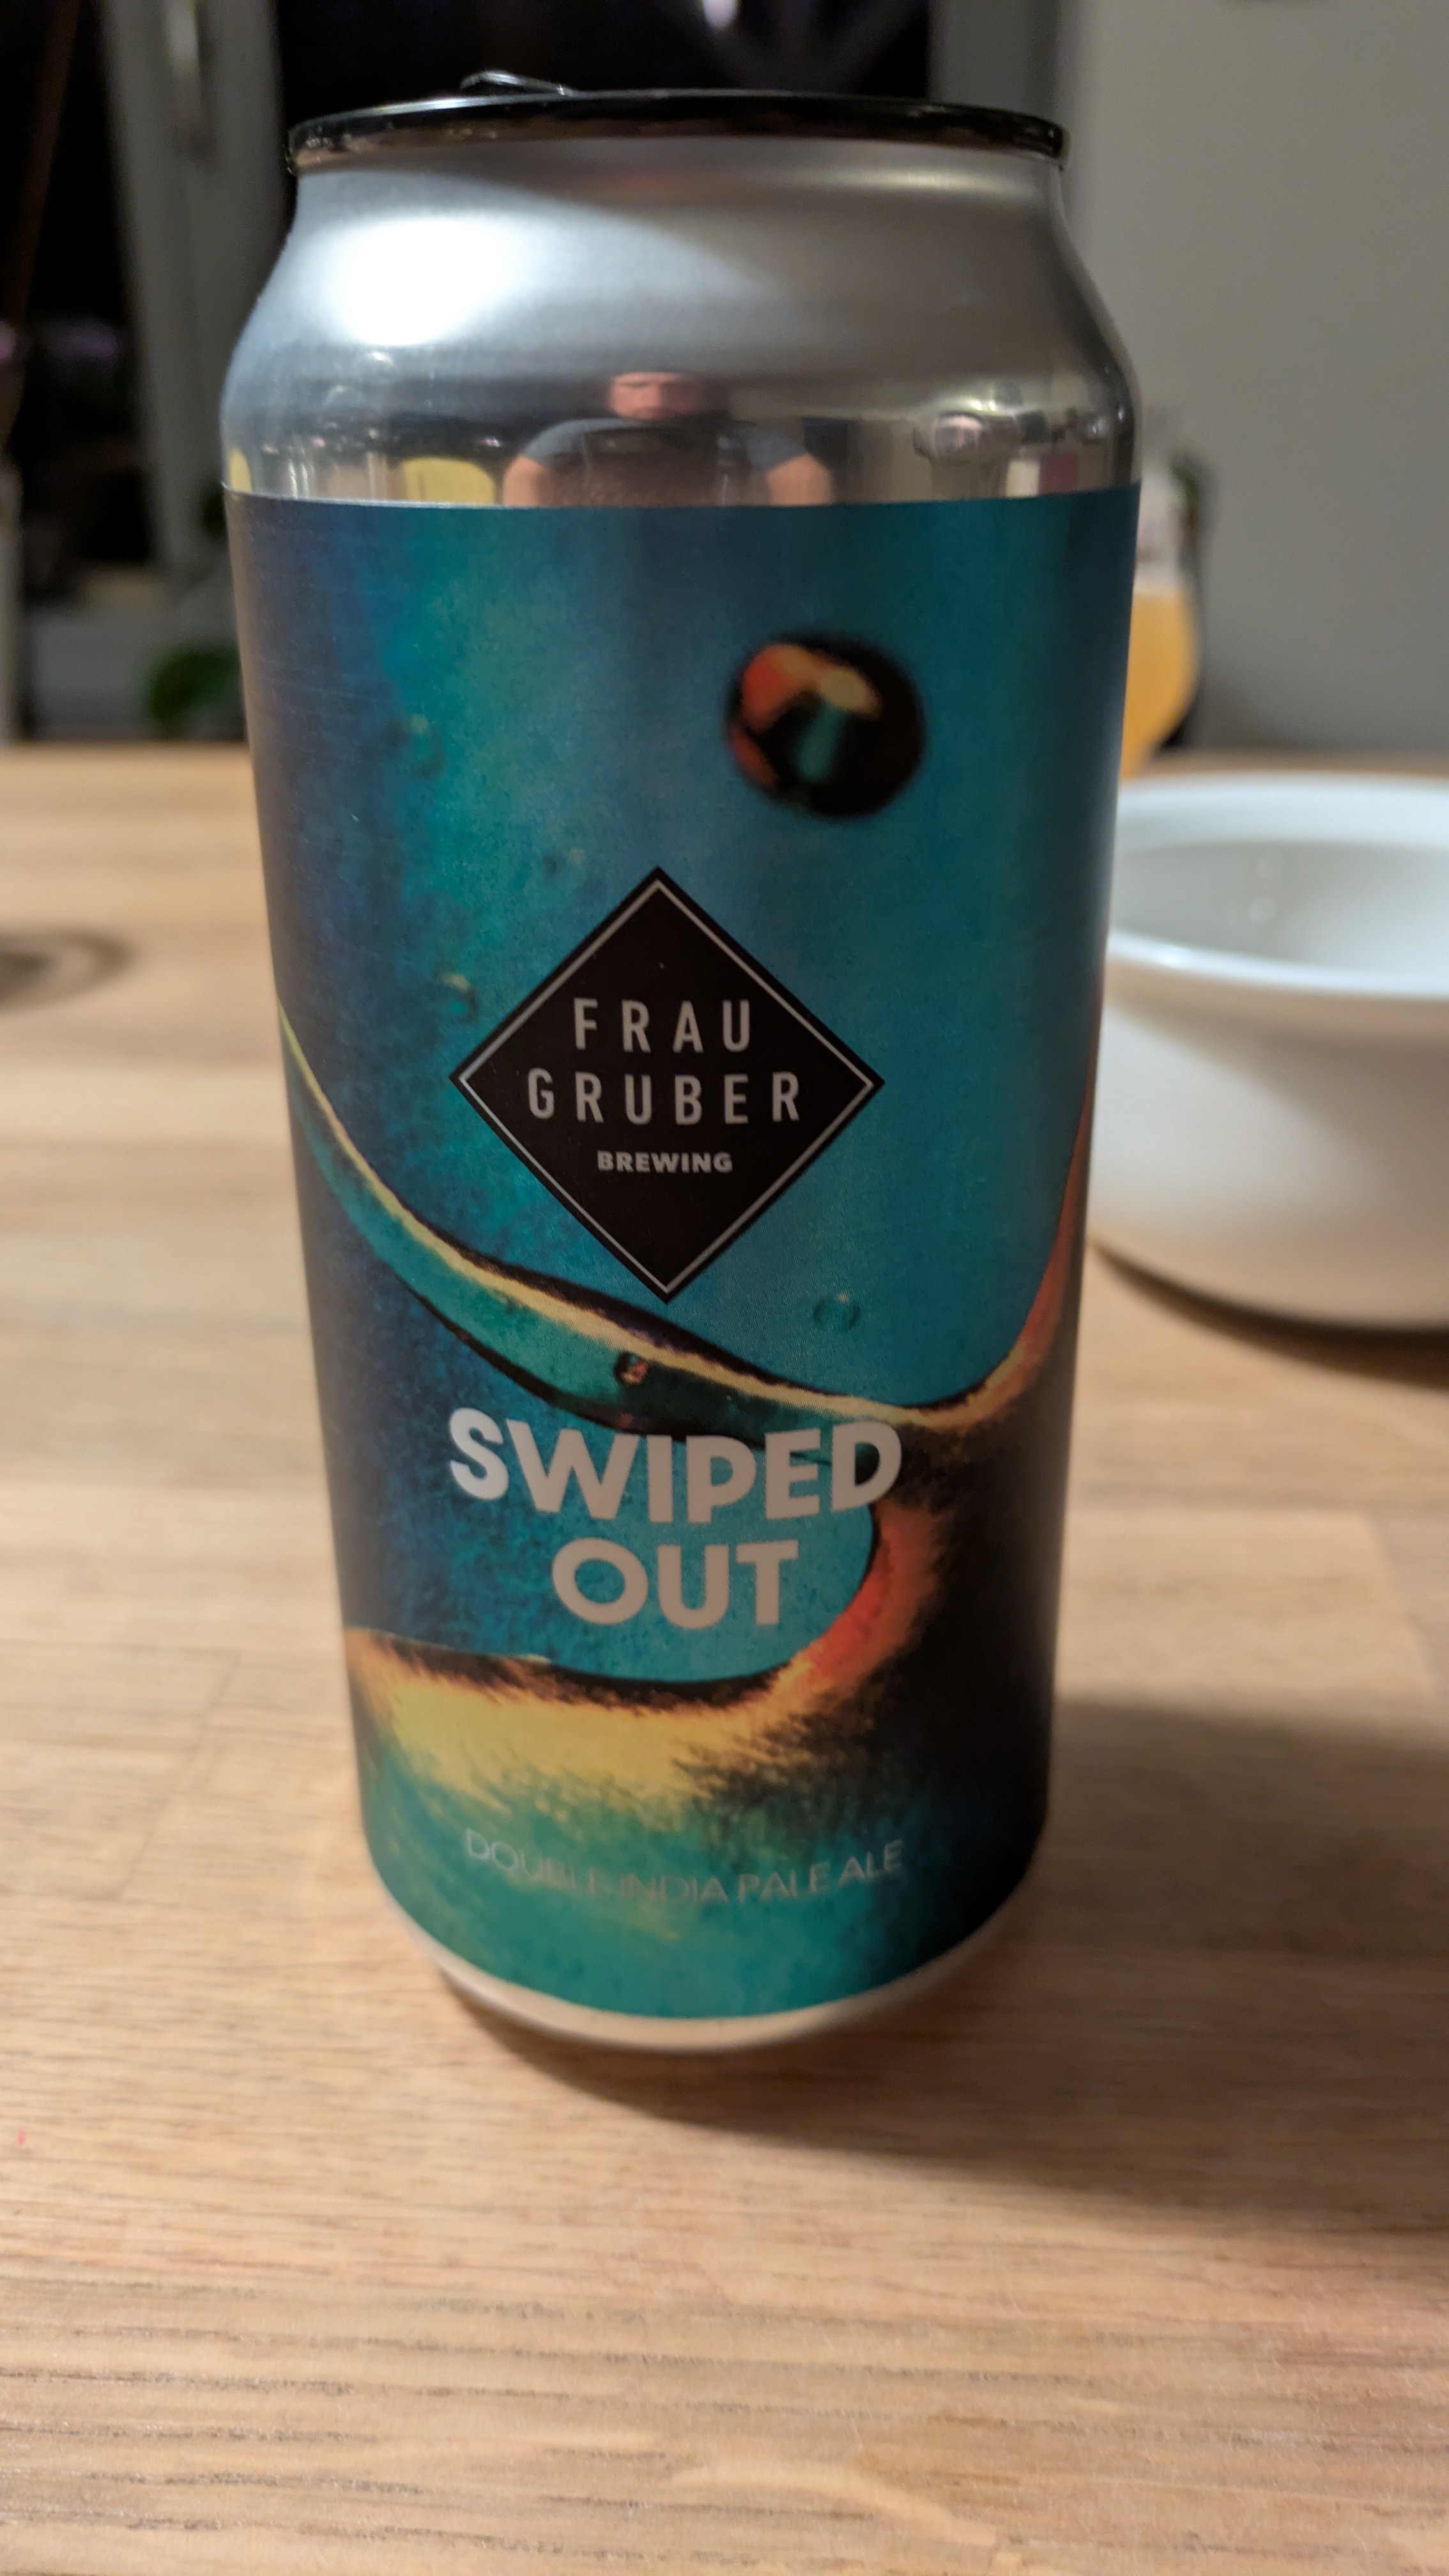 FRAU
GRUBER
BREWING
SWIPED
OUT
DOUBLE INDIA PALE ALE